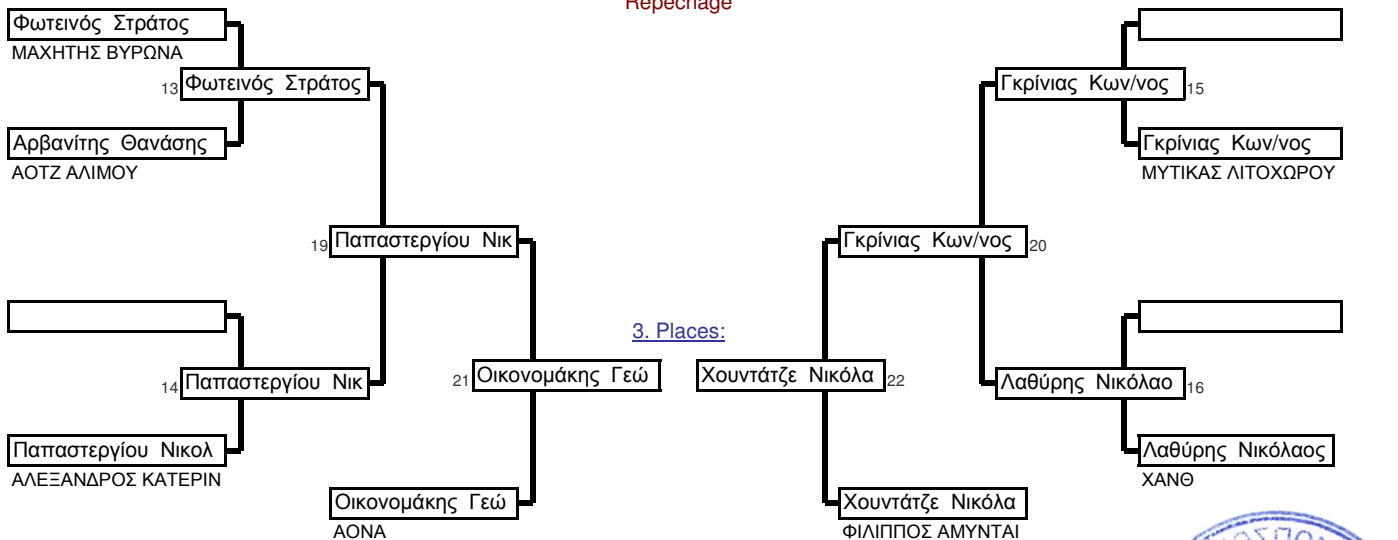 Repechage
Φωτεινός Στράτος
ΜΑΧΗΤΗΣ ΒΥΡΩΝΑ
13 Φωτεινός Στράτος
Γκρίνιας Κων/νος 15
Αρβανίτης Θανάσης
ΑΟΤΖ ΑΛΙΜΟΥ
Γκρίνιας Κων/νος
ΜΥΤΙΚΑΣ ΛΙΤΟΧΩΡΟΥ
19 Παπαστεργίου Νικ
Γκρίνιας Κων/νος 20
3. Places:
14 Παπαστεργίου Νικ
21 Οικονομάκης Γεώ
Χουντάτζε Νικόλα 22
Λαθύρης Νικόλαο 16
Παπαστεργίου Νικολ
ΑΛΕΞΑΝΔΡΟΣ ΚΑΤΕΡΙΝ
Λαθύρης Νικόλαος
ΧΑΝΘ
Οικονομάκης Γεώ
ΑΟΝΑ
Χουντάτζε Νικόλα
ΦΙΛΙΠΠΟΣ ΑΜΥΝΤΑΙ